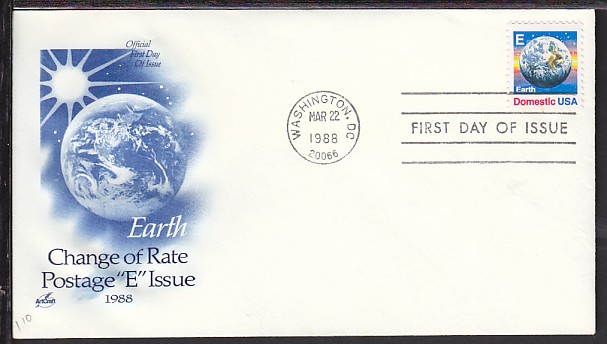 Official
First Day
Of Issue
Earth
Change of Rate
Postage "E" Issue
1988
Artcraft
110
WASHINGTON, DC
MAR 22
1988
20066
FIRST DAY OF ISSUE
E
Earth
Domestic USA